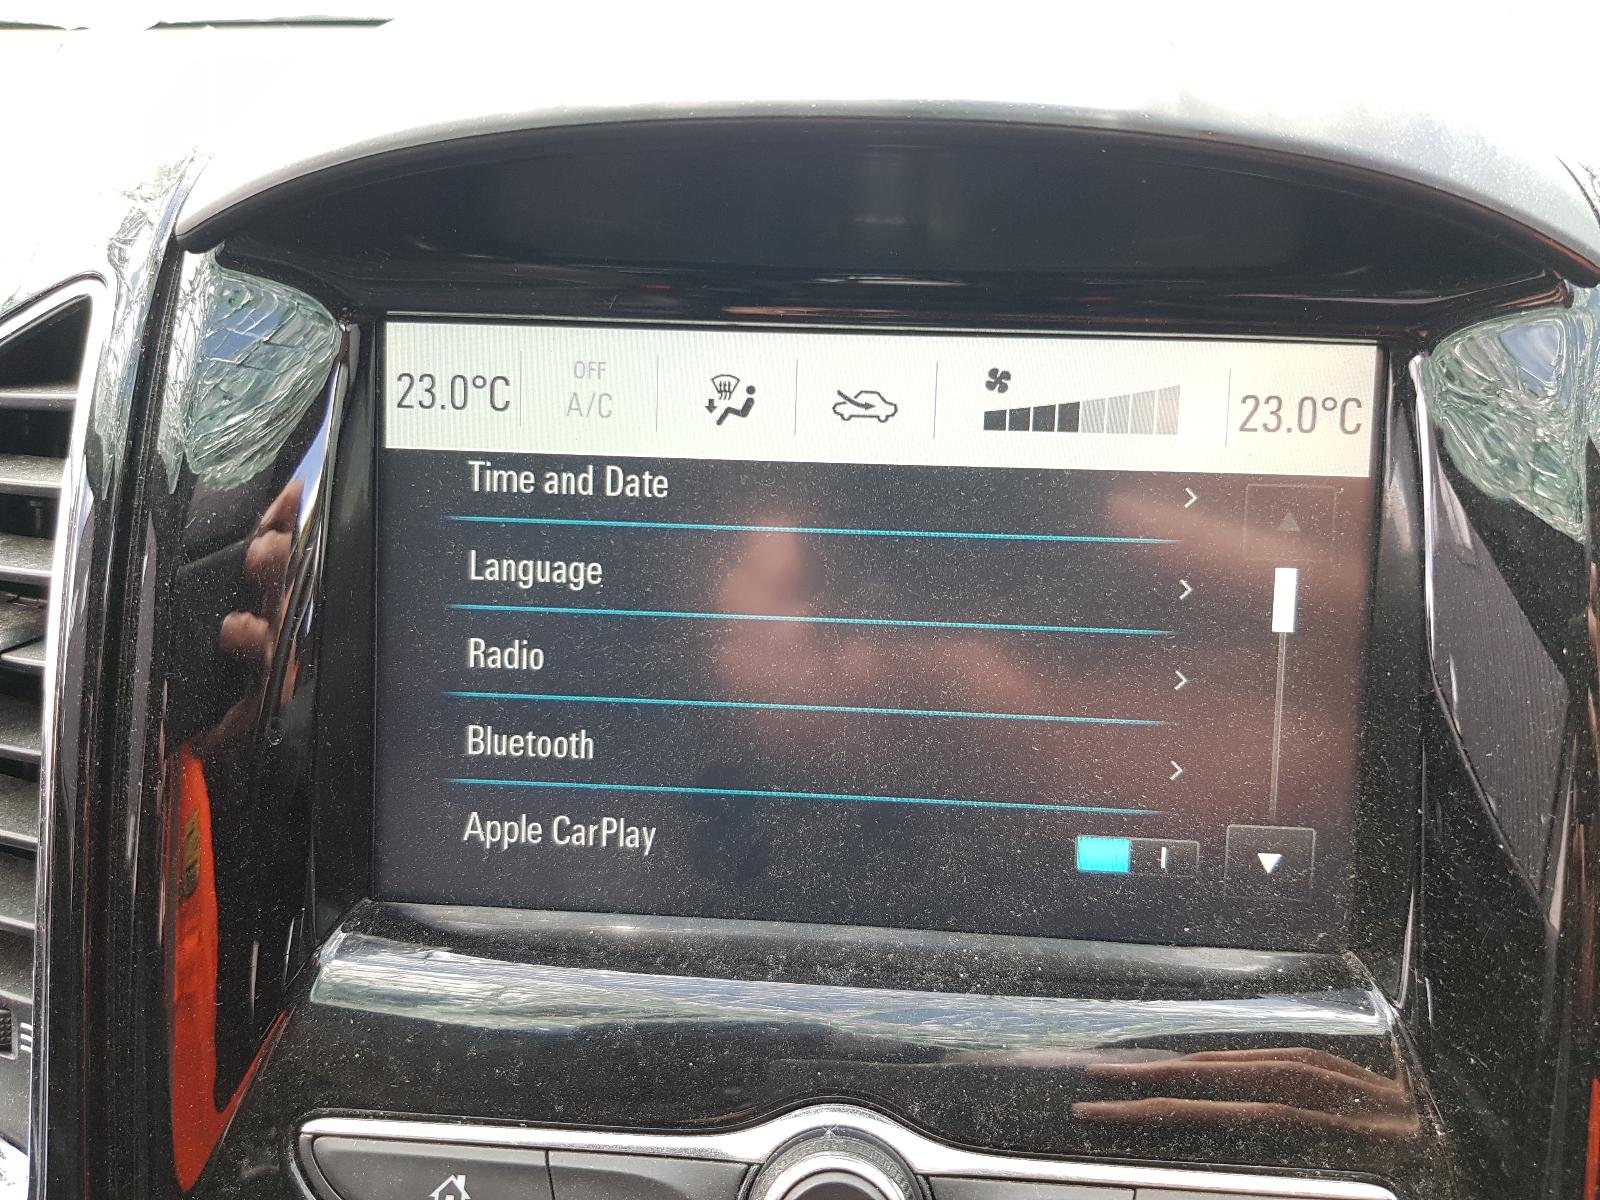 23.0°C
OFF
A/C
23.0°C
Time and Date
Language
Radio
Bluetooth
Apple CarPlay